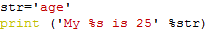 str='age'
print ('My %s is 25' %str)